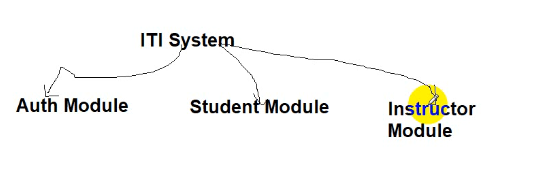 ITI System
Auth Module
Student Module
Instructor
Module